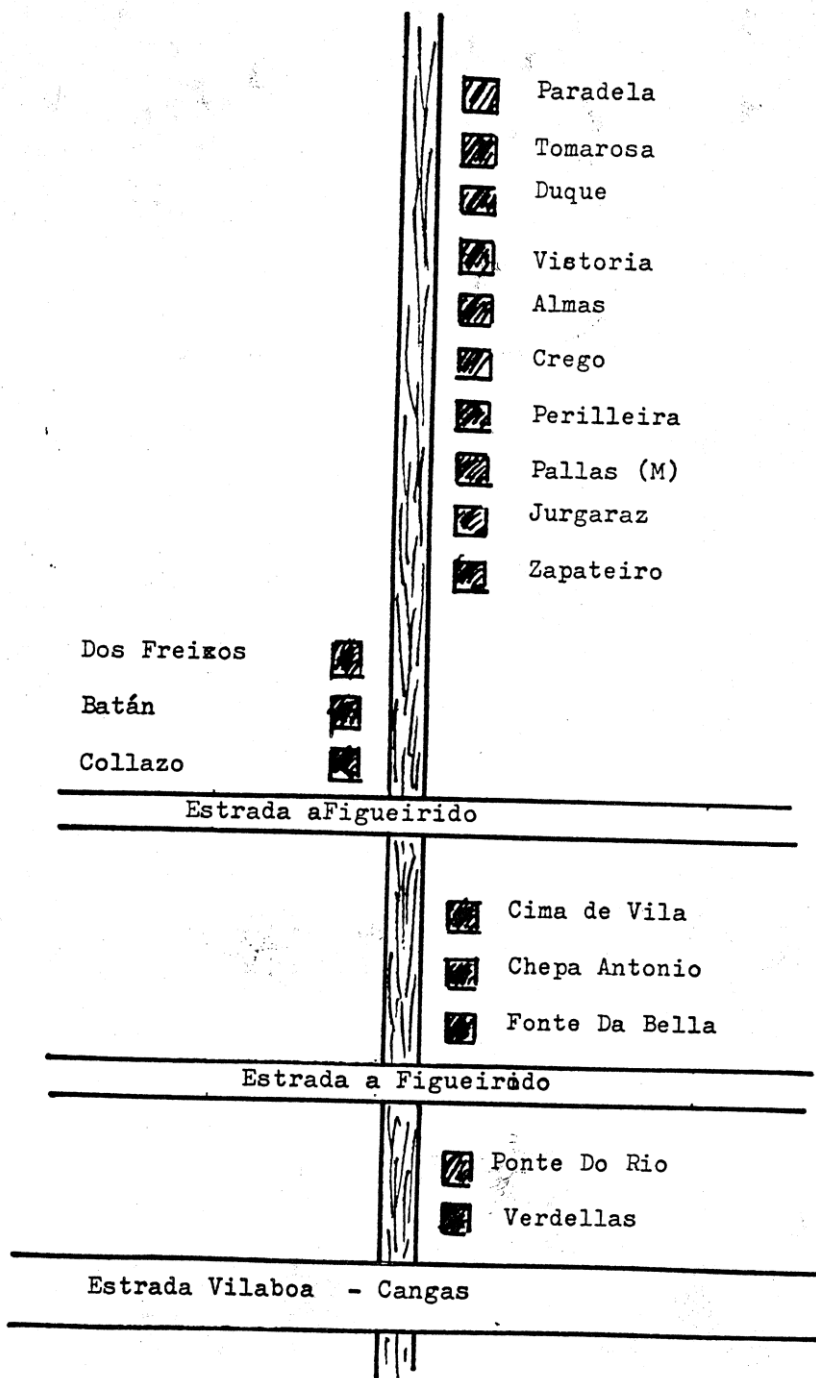 Paradela
Tomarosa
Duque
Vistoria
Almas
Crego
Perilleira
Pallas (M)
Jurgaraz
Zapateiro
Dos Freixos
Batán
Collazo
Estrada aFigueirido
Cima de Vila
Chepa Antonio
Fonte Da Bella
Estrada a Figueirido
Ponte Do Rio
Verdellas
Estrada Vilaboa - Cangas